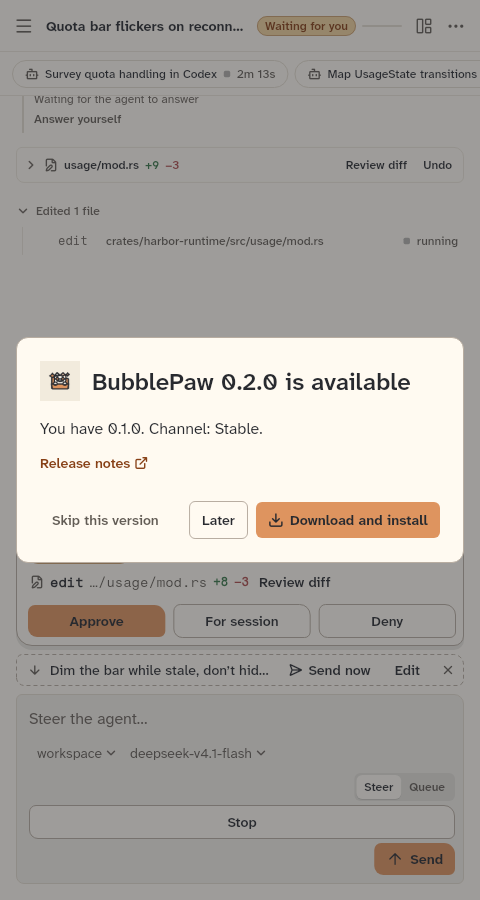 Quota bar flickers on reconn... Waiting for you
Survey quota handling in Codex 2m 13s Map UsageState transitions
Waiting for the agent to answer
Answer yourself
usage/mod.rs +9 −3 Review diff Undo
Edited 1 file
edit crates/harbor-runtime/src/usage/mod.rs running
BubblePaw 0.2.0 is available
You have 0.1.0. Channel: Stable.
Release notes
Skip this version Later Download and install
edit …/usage/mod.rs +8 −3 Review diff
Approve For session Deny
Dim the bar while stale, don't hid... Send now Edit
Steer the agent...
workspace deepseek-v4.1-flash
Steer Queue
Stop
Send